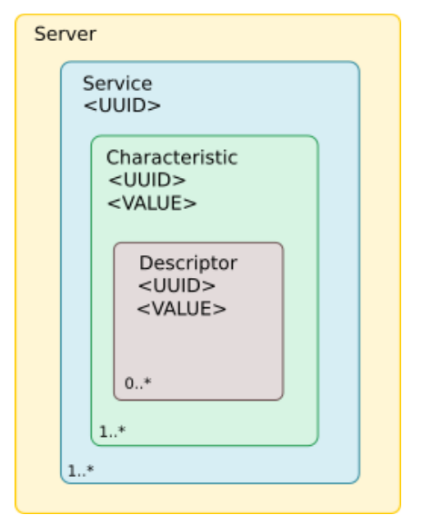 Server
Service
<UUID>
Characteristic
<UUID>
<VALUE>
Descriptor
<UUID>
<VALUE>
0..*
1..*
1..*